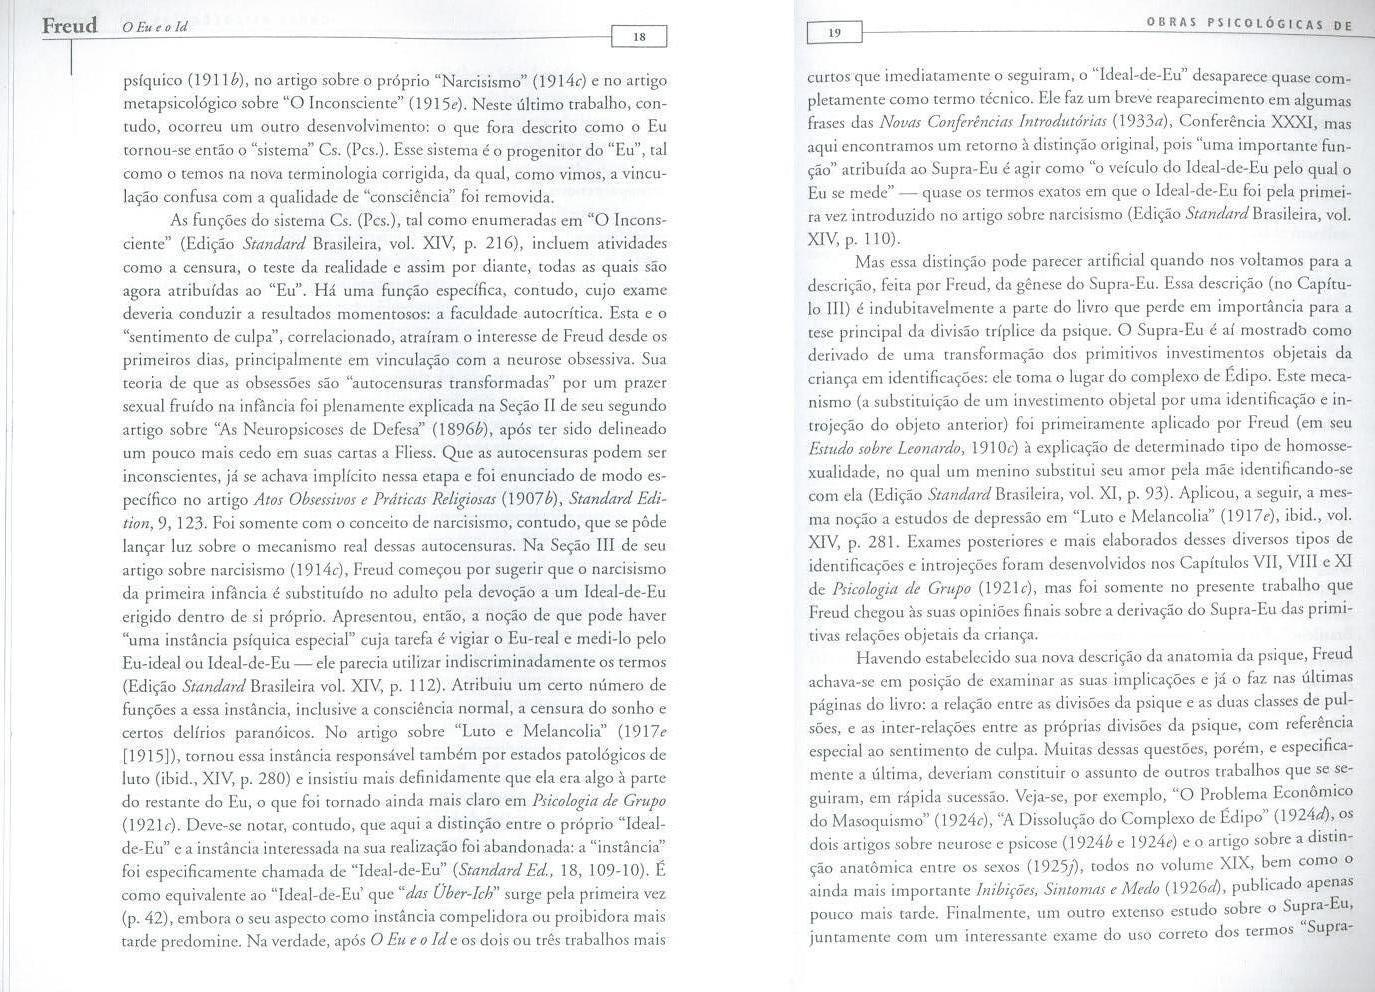 Freud O Eu e o Id
18
psíquico (1911b), no artigo sobre o próprio “Narcisismo” (1914c) e no artigo
metapsicológico sobre “O Inconsciente” (1915e). Neste último trabalho, con-
tudo, ocorreu um outro desenvolvimento: o que fora descrito como o Eu
tornou-se então o “sistema” Cs. (Pcs.). Esse sistema é o progenitor do “Eu”, tal
como o temos na nova terminologia corrigida, da qual, como vimos, a vincu-
lação confusa com a qualidade de “consciência” foi removida.
As funções do sistema Cs. (Pcs.), tal como enumeradas em “O Incons-
ciente” (Edição Standard Brasileira, vol. XIV, p. 216), incluem atividades
como a censura, o teste da realidade e assim por diante, todas as quais são
agora atribuídas ao “Eu”. Há uma função específica, contudo, cujo exame
deveria conduzir a resultados momentosos: a faculdade autocrítica. Esta e o
“sentimento de culpa”, correlacionado, atraíram o interesse de Freud desde os
primeiros dias, principalmente em vinculação com a neurose obsessiva. Sua
teoria de que as obsessões são “autocensuras transformadas” por um prazer
sexual fruído na infância foi plenamente explicada na Seção II de seu segundo
artigo sobre “As Neuropsicoses de Defesa” (1896b), após ter sido delineado
um pouco mais cedo em suas cartas a Fliess. Que as autocensuras podem ser
inconscientes, já se achava implícito nessa etapa e foi enunciado de modo es-
pecífico no artigo Atos Obsessivos e Práticas Religiosas (1907b), Standard Edi-
tion, 9, 123. Foi somente com o conceito de narcisismo, contudo, que se pôde
lançar luz sobre o mecanismo real dessas autocensuras. Na Seção III de seu
artigo sobre narcisismo (1914c), Freud começou por sugerir que o narcisismo
da primeira infância é substituído no adulto pela devoção a um Ideal-de-Eu
erigido dentro de si próprio. Apresentou, então, a noção de que pode haver
“uma instância psíquica especial” cuja tarefa é vigiar o Eu-real e medi-lo pelo
Eu-ideal ou Ideal-de-Eu — ele parecia utilizar indiscriminadamente os termos
(Edição Standard Brasileira vol. XIV, p. 112). Atribuiu um certo número de
funções a essa instância, inclusive a consciência normal, a censura do sonho e
certos delírios paranóicos. No artigo sobre “Luto e Melancolia” (1917e
[1915]), tornou essa instância responsável também por estados patológicos de
luto (ibid., XIV, p. 280) e insistiu mais definidamente que ela era algo à parte
do restante do Eu, o que foi tornado ainda mais claro em Psicologia de Grupo
(1921c). Deve-se notar, contudo, que aqui a distinção entre o próprio “Ideal-
de-Eu” e a instância interessada na sua realização foi abandonada: a “instância”
foi especificamente chamada de “Ideal-de-Eu” (Standard Ed., 18, 109-10). É
como equivalente ao “Ideal-de-Eu’ que “das Über-Ich” surge pela primeira vez
(p. 42), embora o seu aspecto como instância compelidora ou proibidora mais
tarde predomine. Na verdade, após O Eu e o Id e os dois ou três trabalhos mais
19
OBRAS PSICOLÓGICAS DE
curtos que imediatamente o seguiram, o “Ideal-de-Eu” desaparece quase com-
pletamente como termo técnico. Ele faz um breve reaparecimento em algumas
frases das Novas Conferências Introdutórias (1933a), Conferência XXXI, mas
aqui encontramos um retorno à distinção original, pois “uma importante fun-
ção” atribuída ao Supra-Eu é agir como “o veículo do Ideal-de-Eu pelo qual o
Eu se mede” — quase os termos exatos em que o Ideal-de-Eu foi pela primei-
ra vez introduzido no artigo sobre narcisismo (Edição Standard Brasileira, vol.
XIV, p. 110).
Mas essa distinção pode parecer artificial quando nos voltamos para a
descrição, feita por Freud, da gênese do Supra-Eu. Essa descrição (no Capítu-
lo III) é indubitavelmente a parte do livro que perde em importância para a
tese principal da divisão tríplice da psique. O Supra-Eu é aí mostrado como
derivado de uma transformação dos primitivos investimentos objetais da
criança em identificações: ele toma o lugar do complexo de Édipo. Este meca-
nismo (a substituição de um investimento objetal por uma identificação e in-
trojeção do objeto anterior) foi primeiramente aplicado por Freud (em seu
Estudo sobre Leonardo, 1910c) à explicação de determinado tipo de homosse-
xualidade, no qual um menino substitui seu amor pela mãe identificando-se
com ela (Edição Standard Brasileira, vol. XI, p. 93). Aplicou, a seguir, a mes-
ma noção a estudos de depressão em “Luto e Melancolia” (1917e), ibid., vol.
XIV, p. 281. Exames posteriores e mais elaborados desses diversos tipos de
identificações e introjeções foram desenvolvidos nos Capítulos VII, VIII e XI
de Psicologia de Grupo (1921c), mas foi somente no presente trabalho que
Freud chegou às suas opiniões finais sobre a derivação do Supra-Eu das primi-
tivas relações objetais da criança.
Havendo estabelecido sua nova descrição da anatomia da psique, Freud
achava-se em posição de examinar as suas implicações e já o faz nas últimas
páginas do livro: a relação entre as divisões da psique e as duas classes de pul-
sões, e as inter-relações entre as próprias divisões da psique, com referência
especial ao sentimento de culpa. Muitas dessas questões, porém, e especifica-
mente a última, deveriam constituir o assunto de outros trabalhos que se se-
guiram, em rápida sucessão. Veja-se, por exemplo, “O Problema Econômico
do Masoquismo” (1924c), “A Dissolução do Complexo de Édipo” (1924d), os
dois artigos sobre neurose e psicose (1924b e 1924e) e o artigo sobre a distin-
ção anatômica entre os sexos (1925j), todos no volume XIX, bem como o
ainda mais importante Inibições, Sintomas e Medo (1926d), publicado apenas
pouco mais tarde. Finalmente, um outro extenso estudo sobre o Supra-Eu,
juntamente com um interessante exame do uso correto dos termos “Supra-